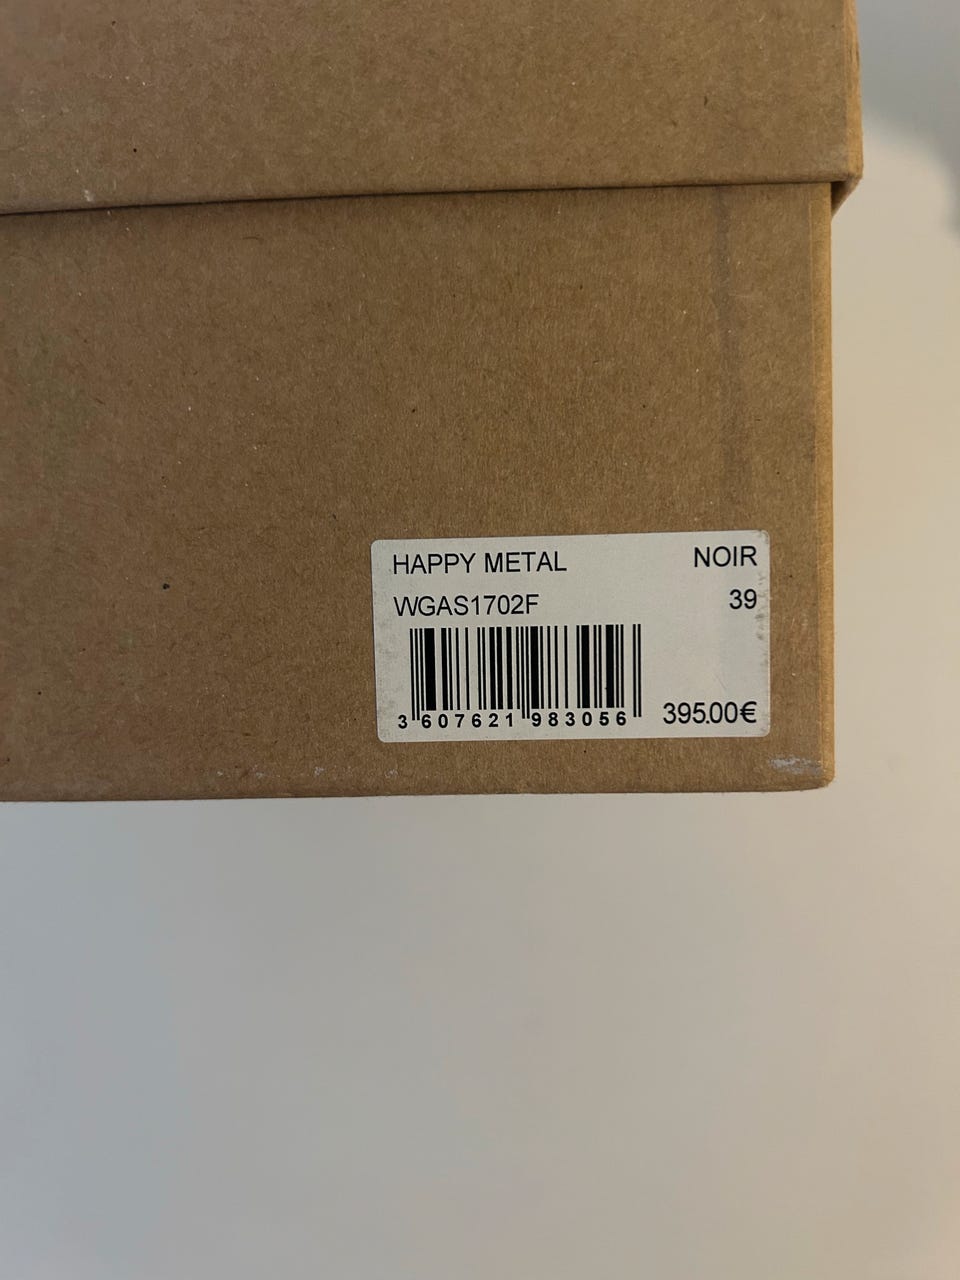 HAPPY METAL NOIR
WGAS1702F 39
3 607621 983056 395.00€